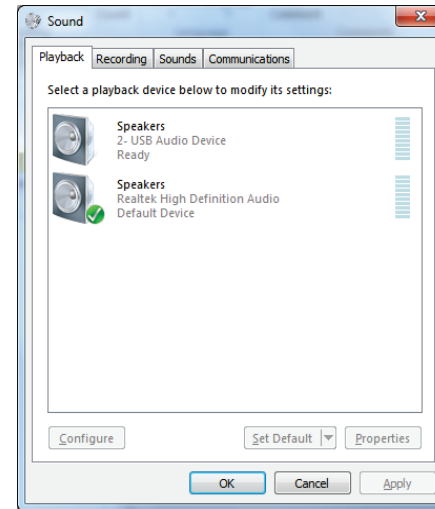 Sound
Playback Recording Sounds Communications
Select a playback device below to modify its settings:
Speakers
2- USB Audio Device
Ready
Speakers
Realtek High Definition Audio
Default Device
Configure Set Default Properties
OK Cancel Apply